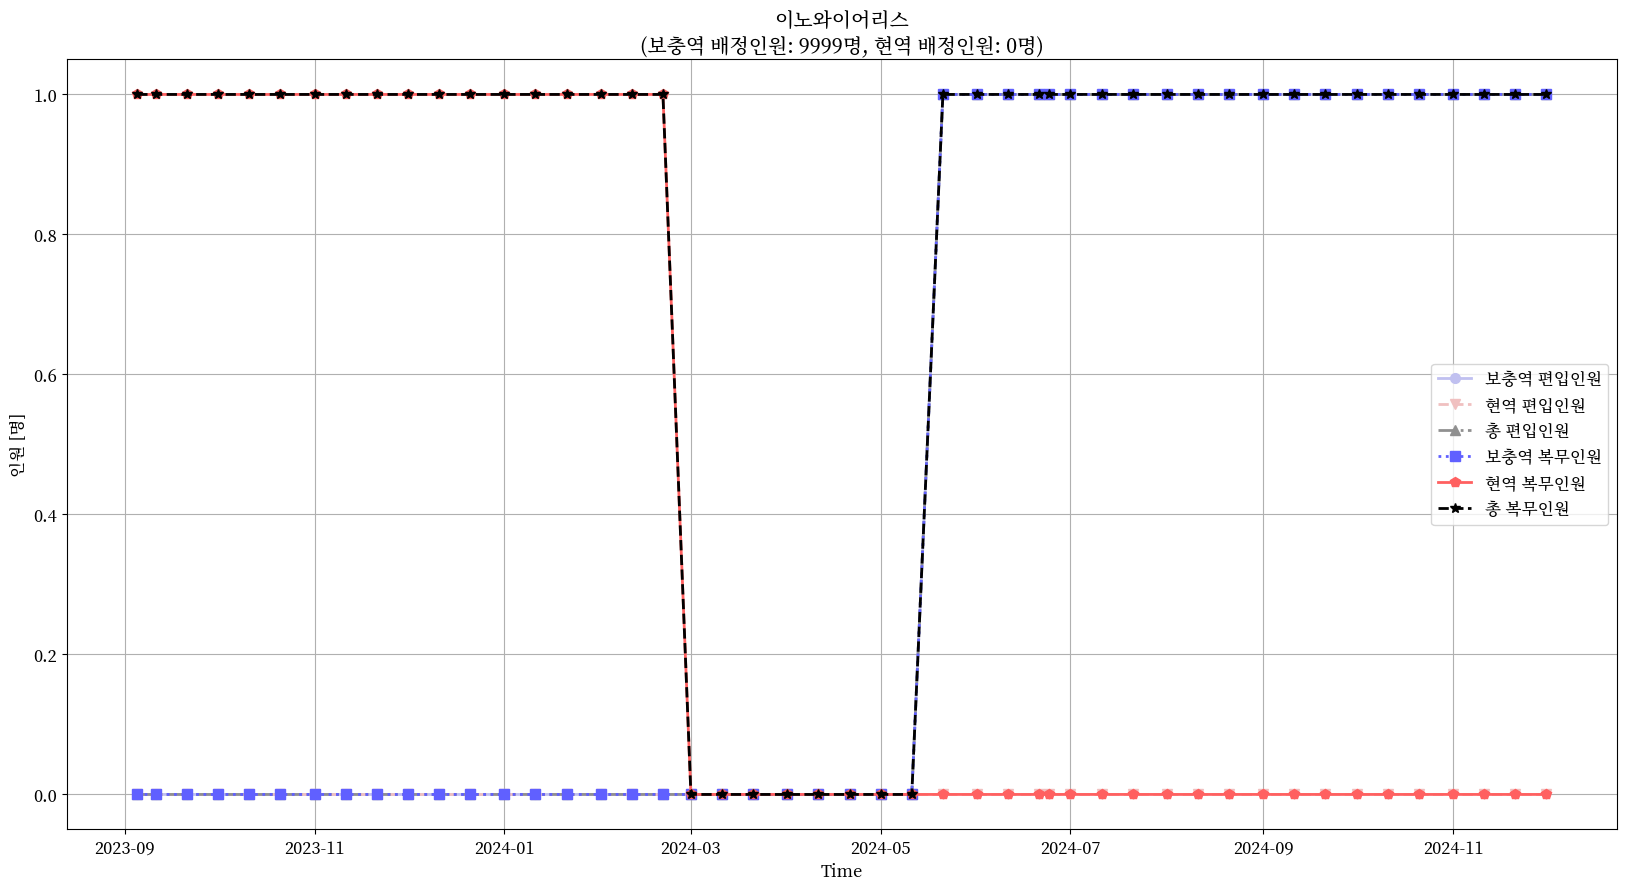 이노와이어리스
(보충역 배정인원: 9999명, 현역 배정인원: 0명)
1.0
0.8
0.6
0.4
0.2
0.0
인원 [명]
보충역 편입인원
현역 편입인원
총 편입인원
보충역 복무인원
현역 복무인원
총 복무인원
2023-09
2023-11
2024-01
2024-03
2024-05
2024-07
2024-09
2024-11
Time